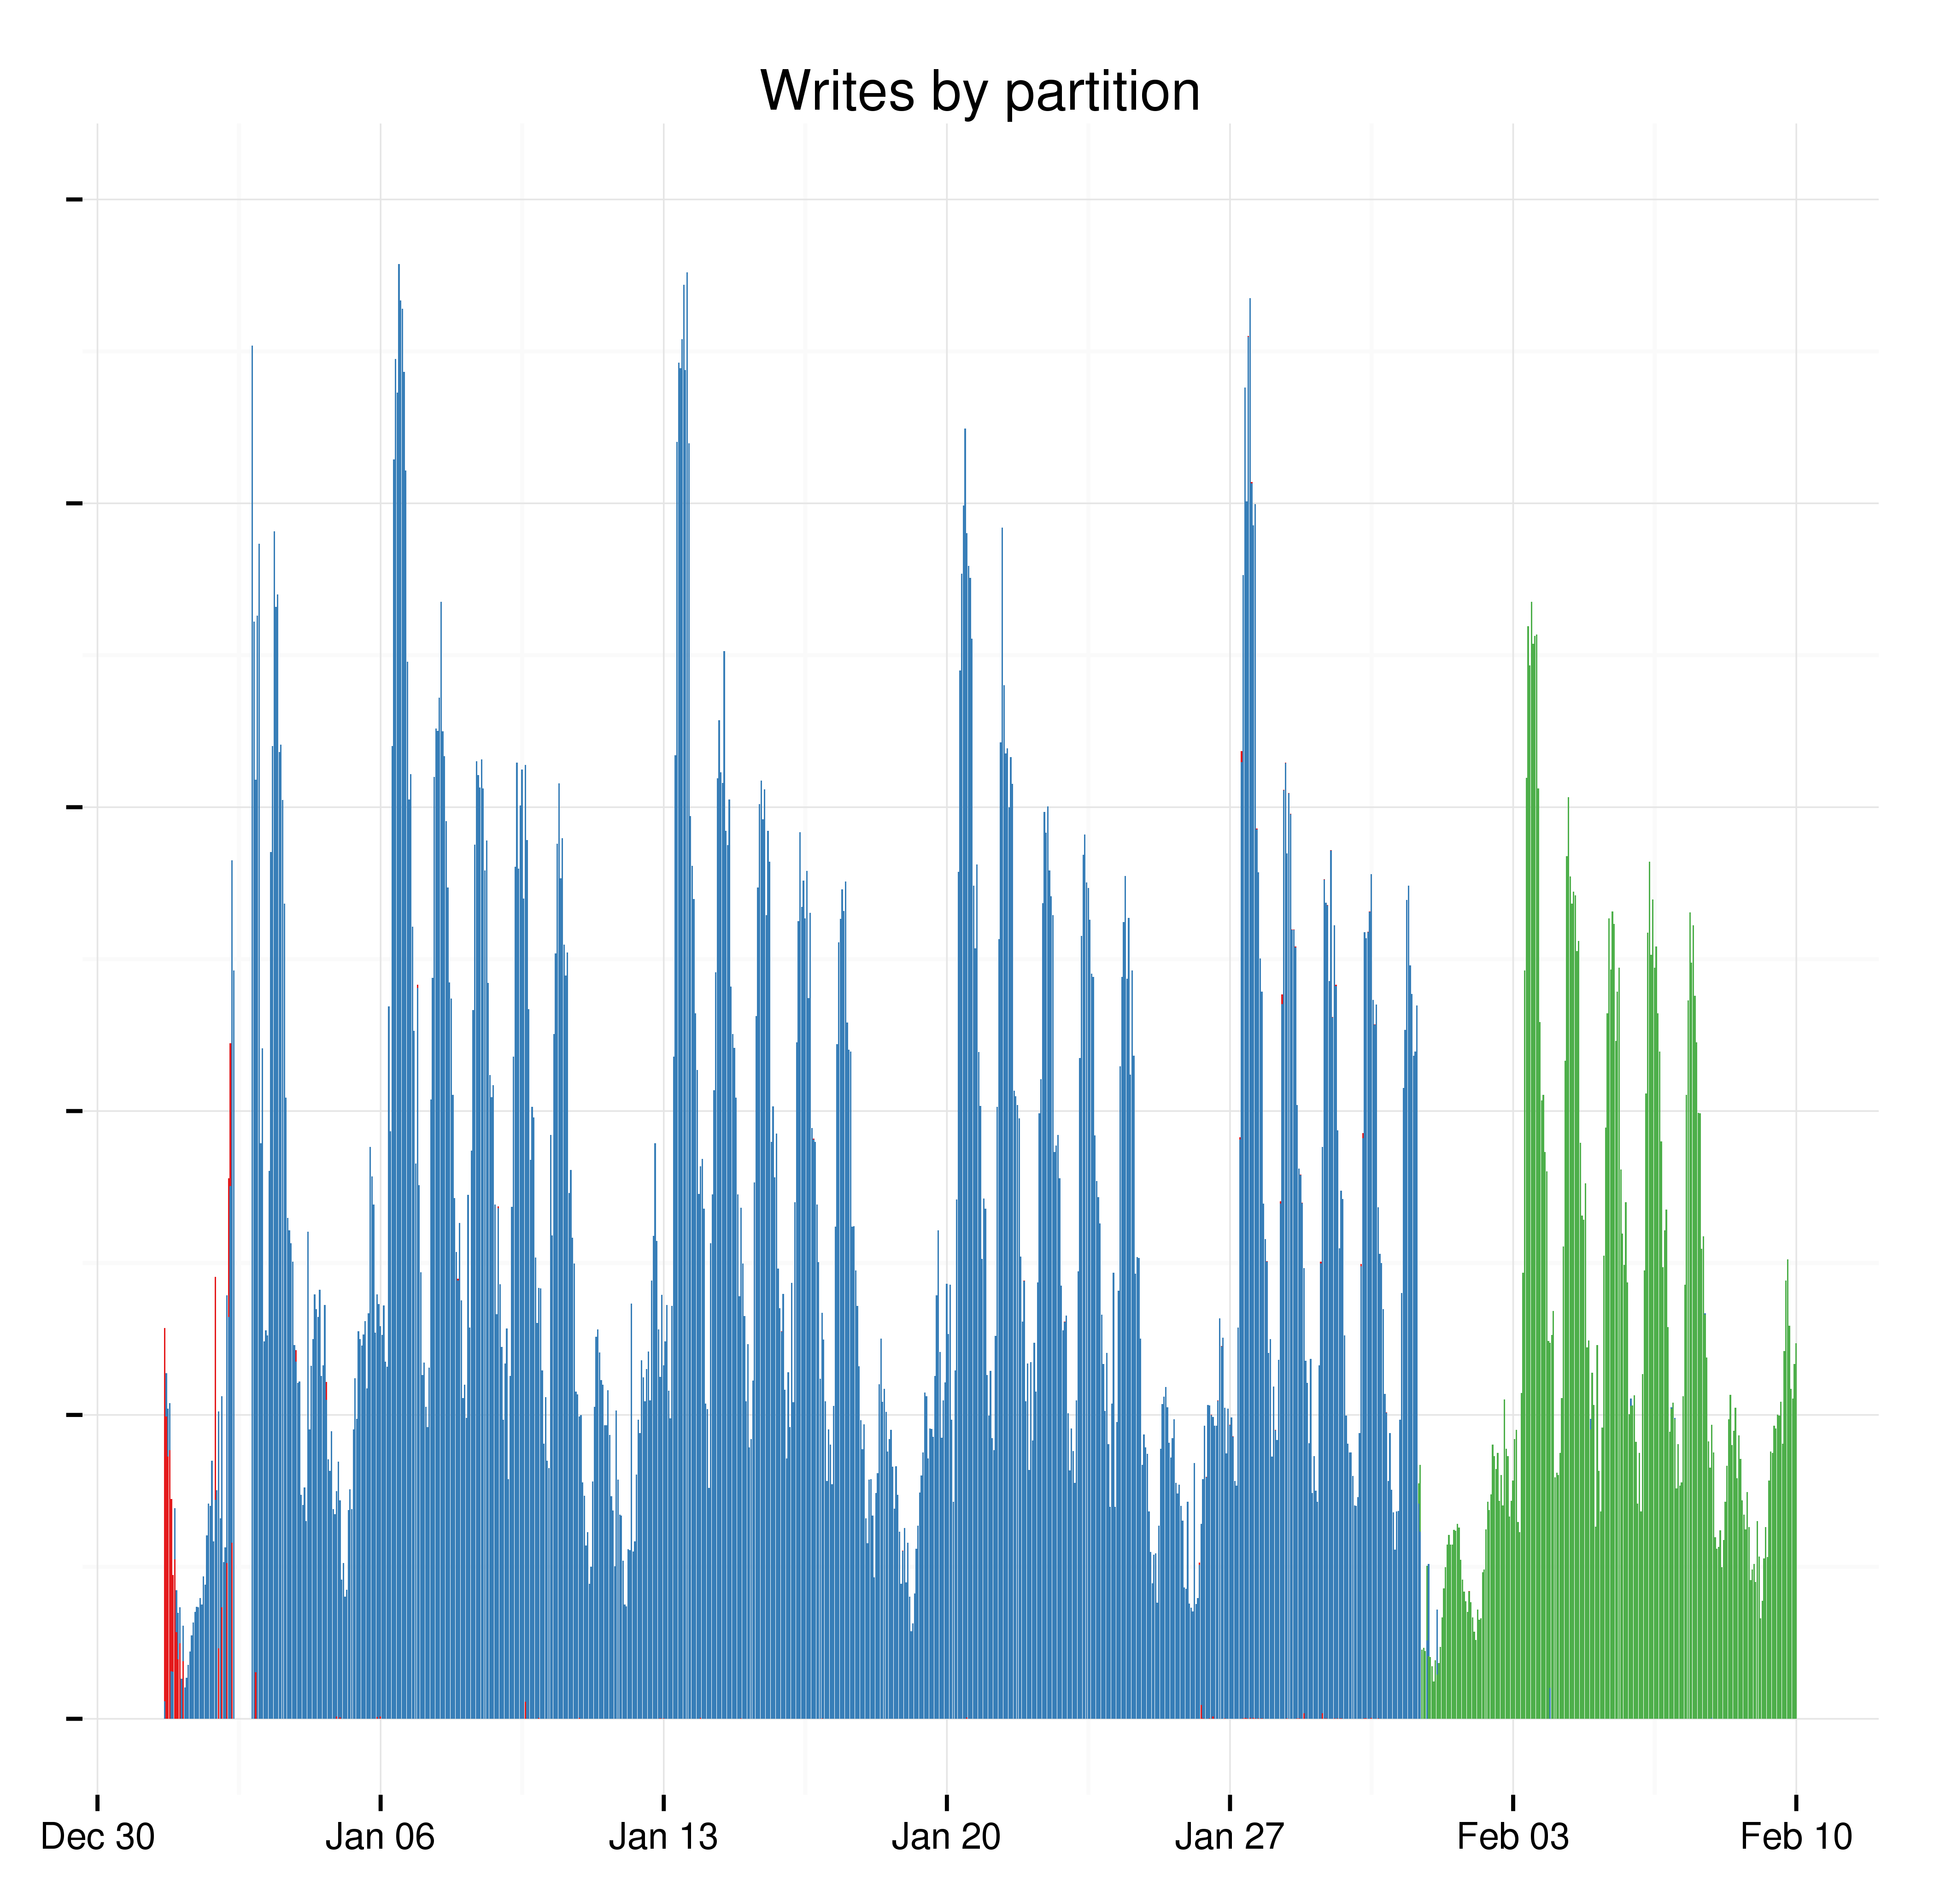 Writes by partition
Dec 30 Jan 06 Jan 13 Jan 20 Jan 27 Feb 03 Feb 10